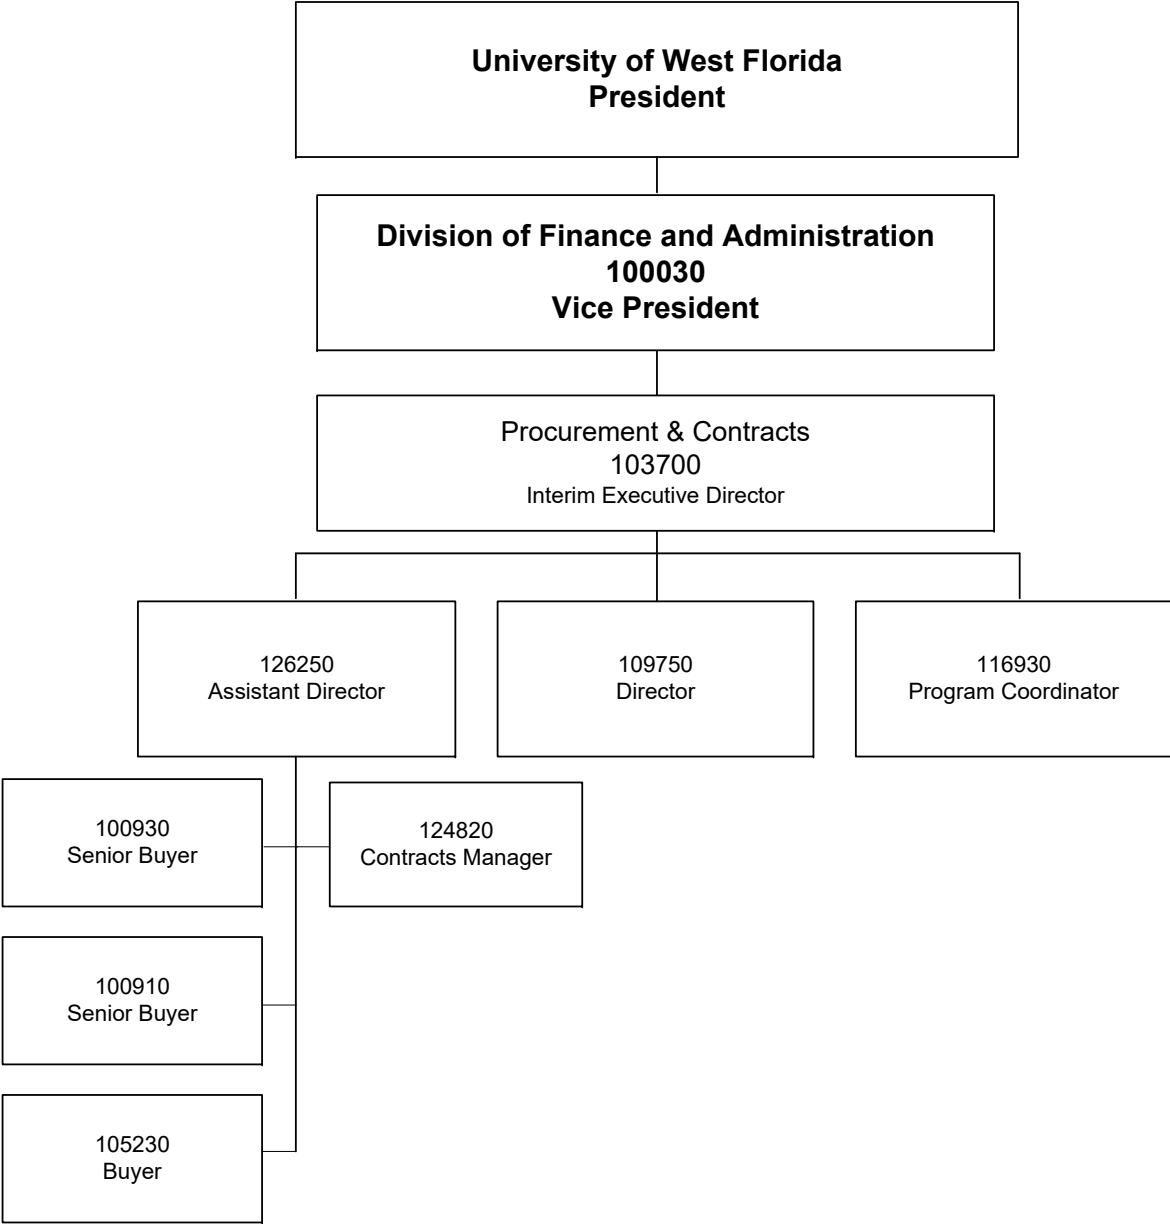 University of West Florida
President
Division of Finance and Administration
100030
Vice President
Procurement & Contracts
103700
Interim Executive Director
126250
Assistant Director
109750
Director
116930
Program Coordinator
100930
Senior Buyer
124820
Contracts Manager
100910
Senior Buyer
105230
Buyer